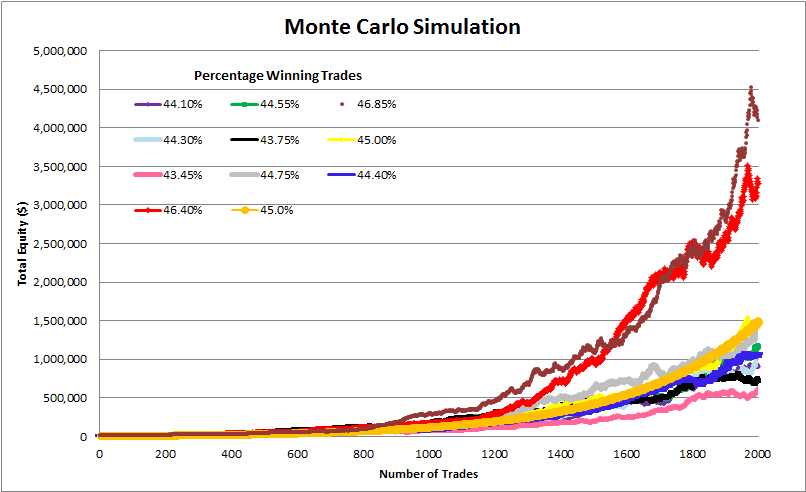 Monte Carlo Simulation
Percentage Winning Trades
44.10% 44.55% 46.85%
44.30% 43.75% 45.00%
43.45% 44.75% 44.40%
46.40% 45.0%
Total Equity ($)
5,000,000
4,500,000
4,000,000
3,500,000
3,000,000
2,500,000
2,000,000
1,500,000
1,000,000
500,000
0
0 200 400 600 800 1000 1200 1400 1600 1800 2000
Number of Trades